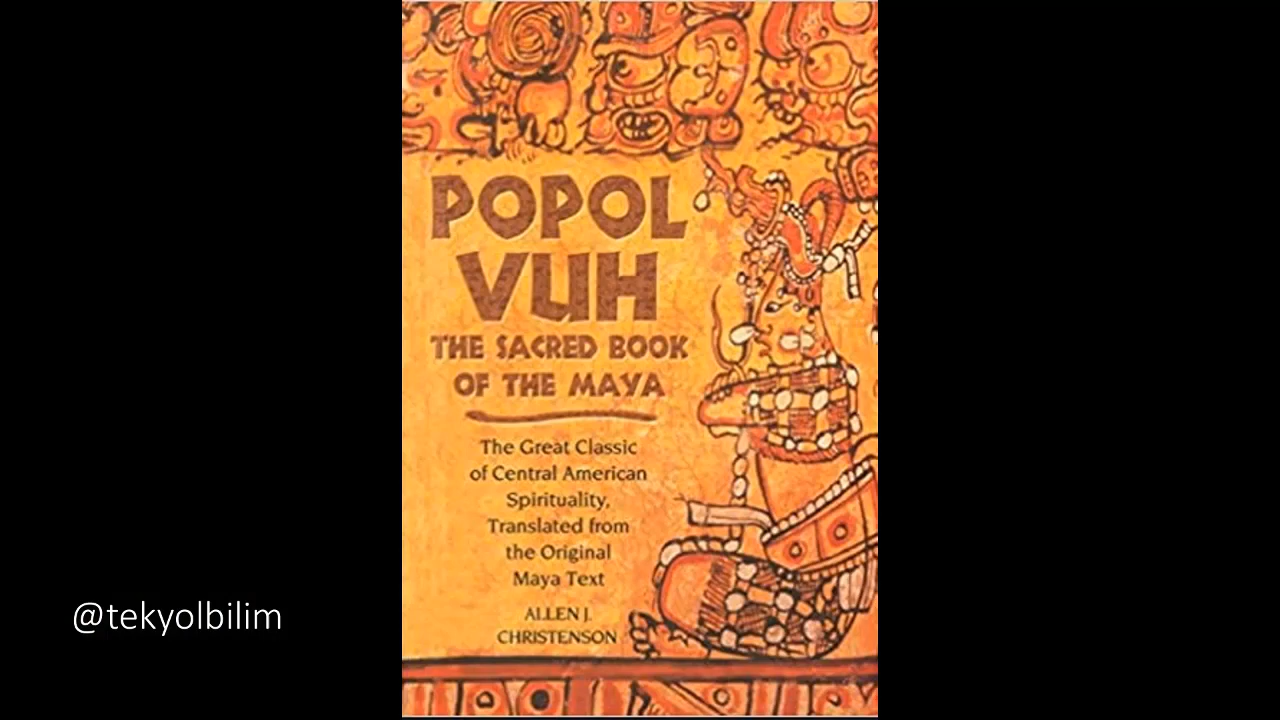 POPOL
VUH
THE SACRED BOOK
OF THE MAYA
The Great Classic
of Central American
Spirituality,
Translated from
the Original
Maya Text
ALLEN J.
CHRISTENSON
@tekyolbilim